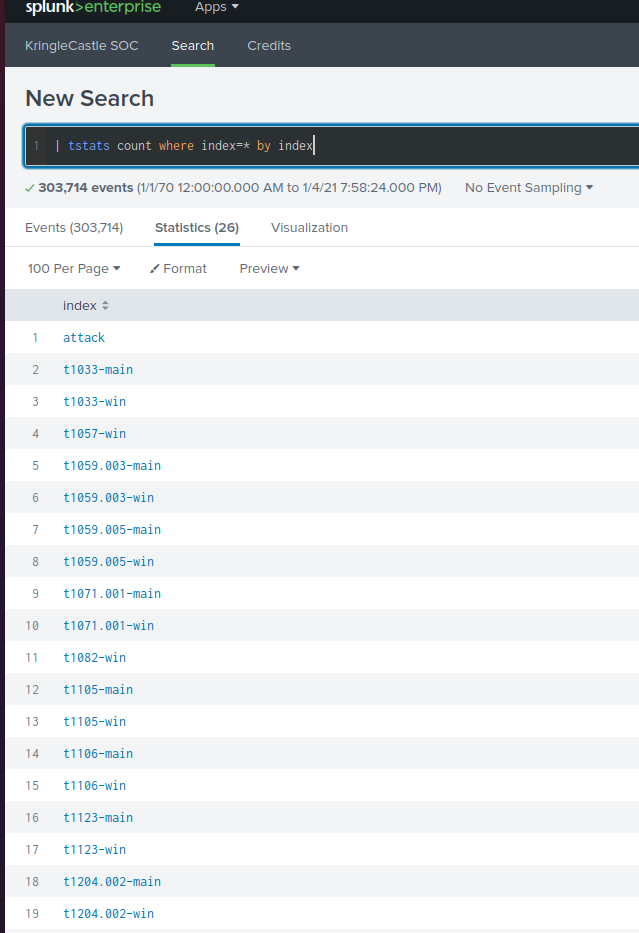 splunk>enterprise Apps
KringleCastle SOC Search Credits
New Search
1 | tstats count where index=* by index
303,714 events (1/1/70 12:00:00.000 AM to 1/4/21 7:58:24.000 PM) No Event Sampling
Events (303,714) Statistics (26) Visualization
100 Per Page Format Preview
index
1 attack
2 t1033-main
3 t1033-win
4 t1057-win
5 t1059.003-main
6 t1059.003-win
7 t1059.005-main
8 t1059.005-win
9 t1071.001-main
10 t1071.001-win
11 t1082-win
12 t1105-main
13 t1105-win
14 t1106-main
15 t1106-win
16 t1123-main
17 t1123-win
18 t1204.002-main
19 t1204.002-win